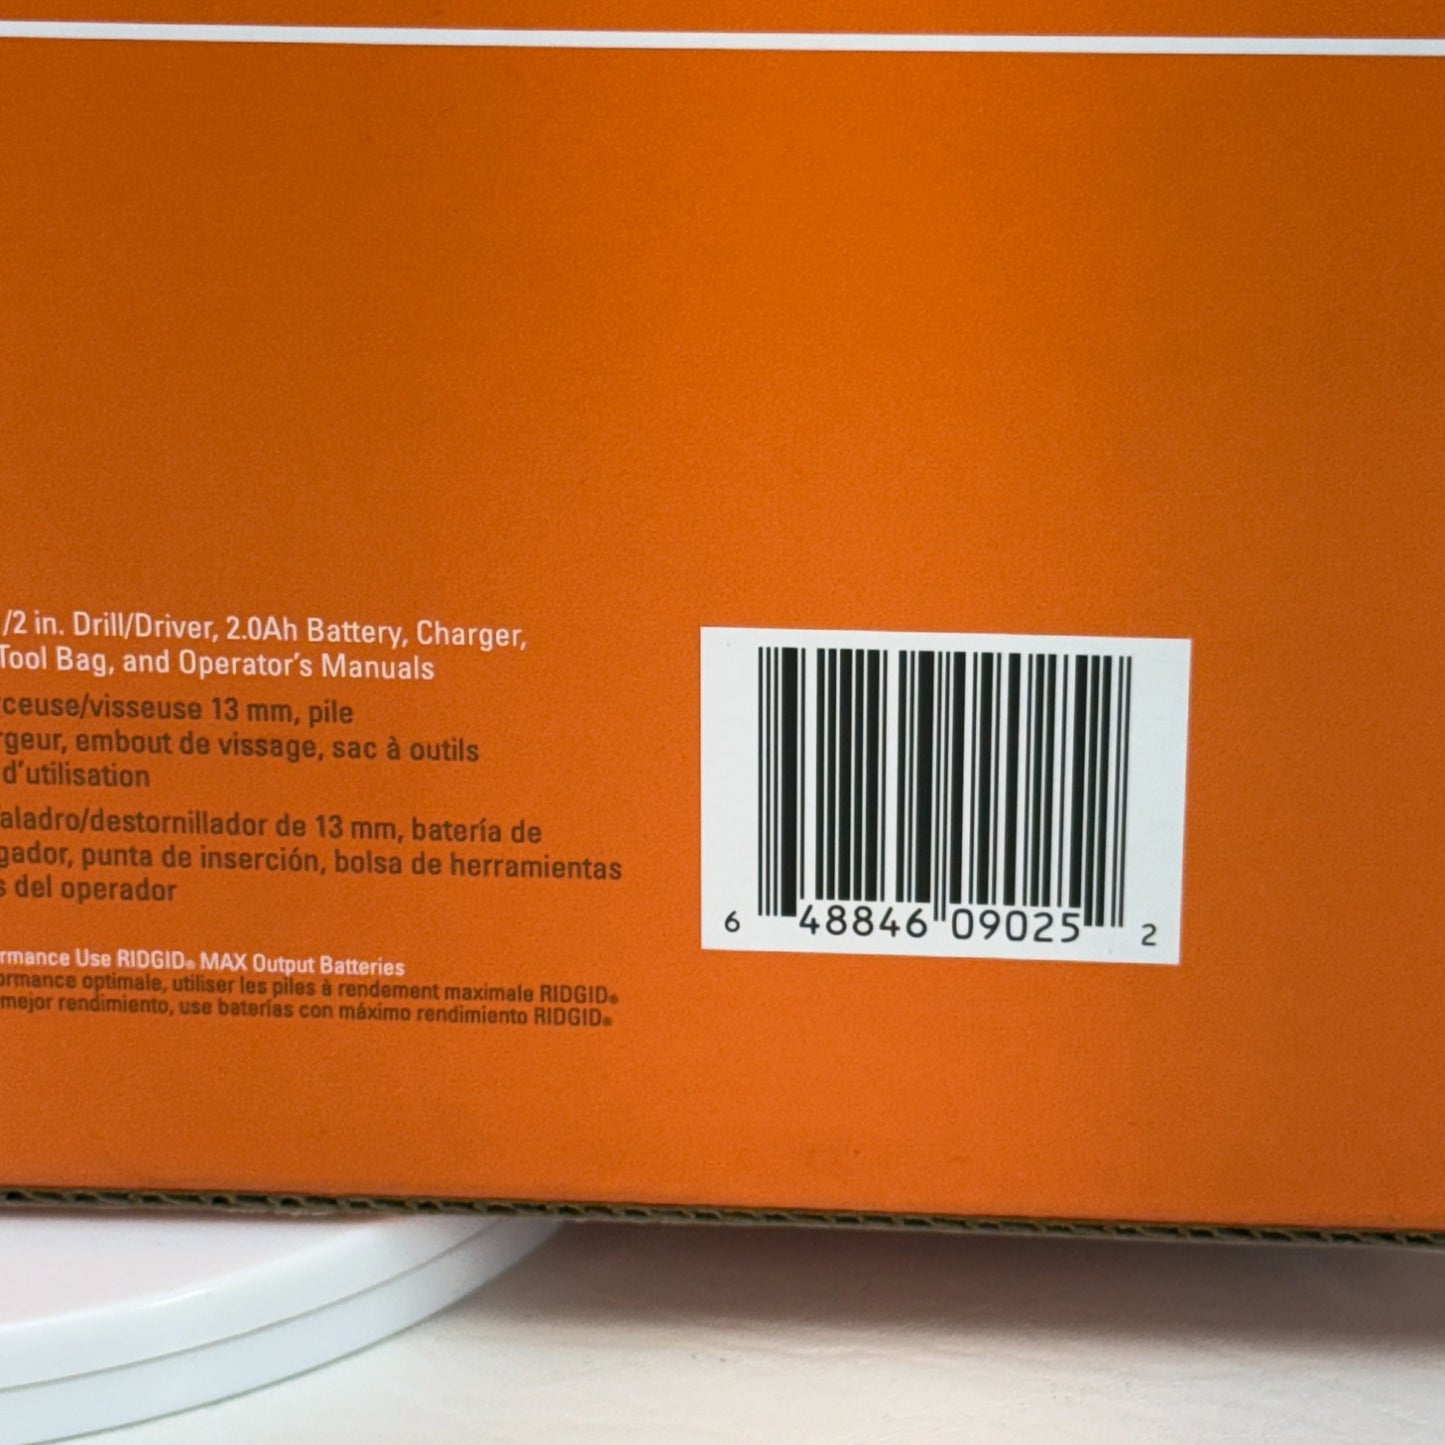 /2 in. Drill/Driver, 2.0Ah Battery, Charger,
Tool Bag, and Operator's Manuals
ceuse/visseuse 13 mm, pile
rgeur, embout de vissage, sac à outils
d'utilisation
aladro/destornillador de 13 mm, batería de
gador, punta de inserción, bolsa de herramientas
s del operador
rmance Use RIDGID® MAX Output Batteries
ormance optimale, utiliser les piles à rendement maximale RIDGID®
mejor rendimiento, use baterías con máximo rendimiento RIDGID®
6 48846 09025 2